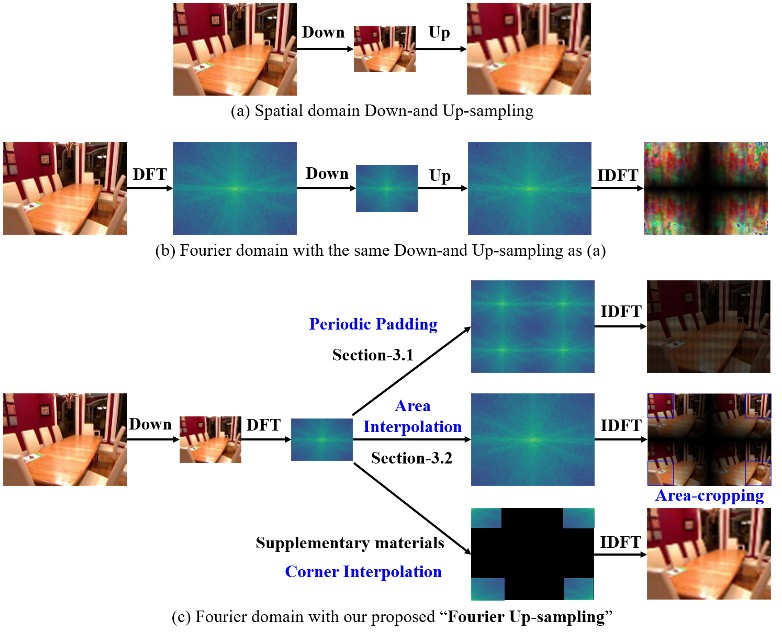 Down Up
(a) Spatial domain Down-and Up-sampling
DFT Down Up IDFT
(b) Fourier domain with the same Down-and Up-sampling as (a)
Periodic Padding
Section-3.1
IDFT
Down DFT
Area
Interpolation
Section-3.2
IDFT
Area-cropping
Supplementary materials
Corner Interpolation
IDFT
(c) Fourier domain with our proposed “Fourier Up-sampling”